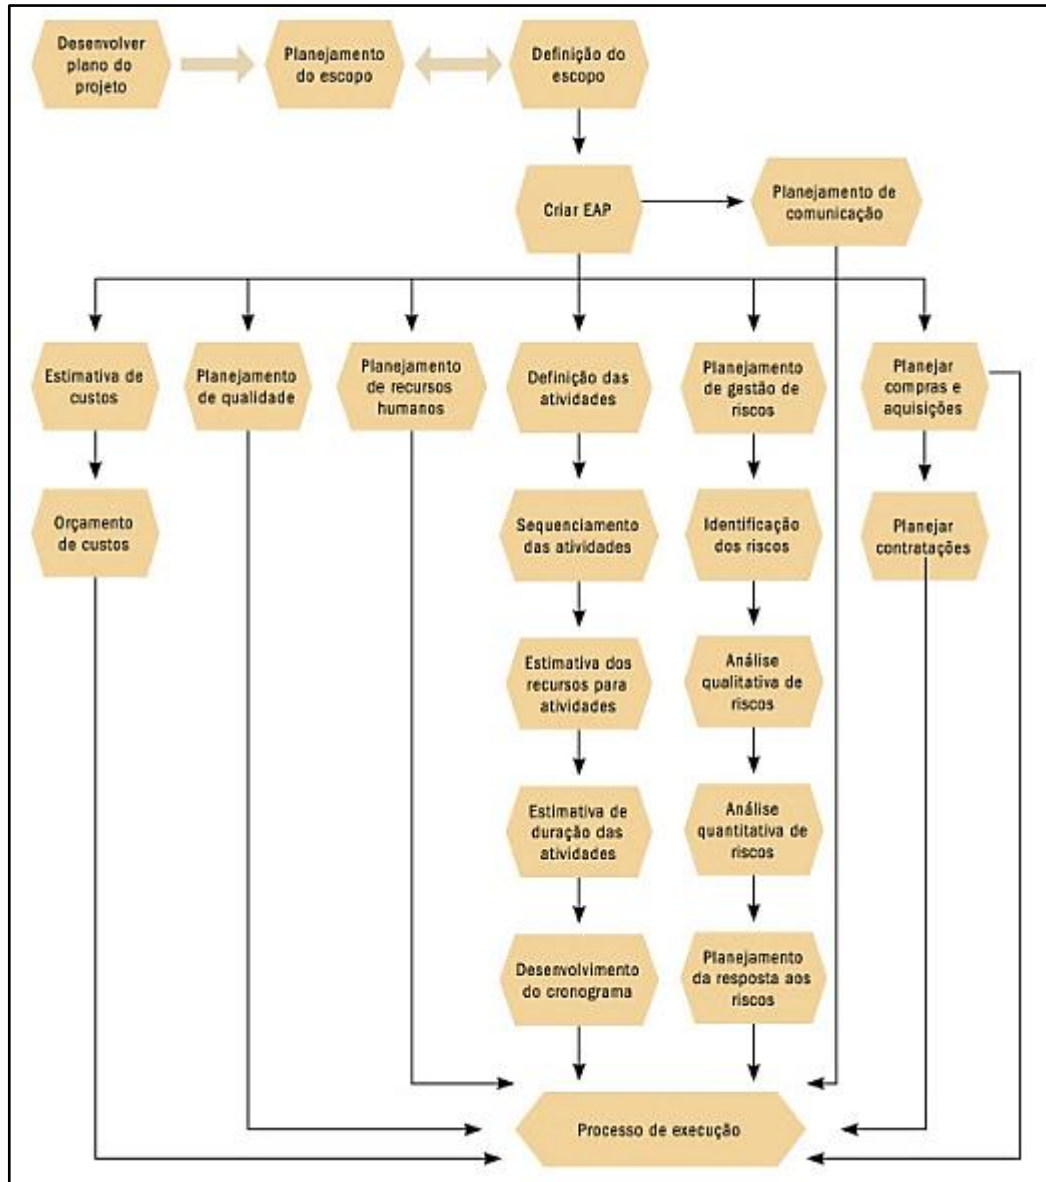 Desenvolver
plano do
projeto
Planejamento
do escopo
Definição do
escopo
Criar EAP
Planejamento de
comunicação
Estimativa de
custos
Planejamento
de qualidade
Planejamento
de recursos
humanos
Definição das
atividades
Planejamento
de gestão de
riscos
Planejar
compras e
aquisições
Orçamento
de custos
Sequenciamento
das atividades
Identificação
dos riscos
Planejar
contratações
Estimativa dos
recursos para
atividades
Análise
qualitativa de
riscos
Estimativa de
duração das
atividades
Análise
quantitativa de
riscos
Desenvolvimento
do cronograma
Planejamento
da resposta aos
riscos
Processo de execução